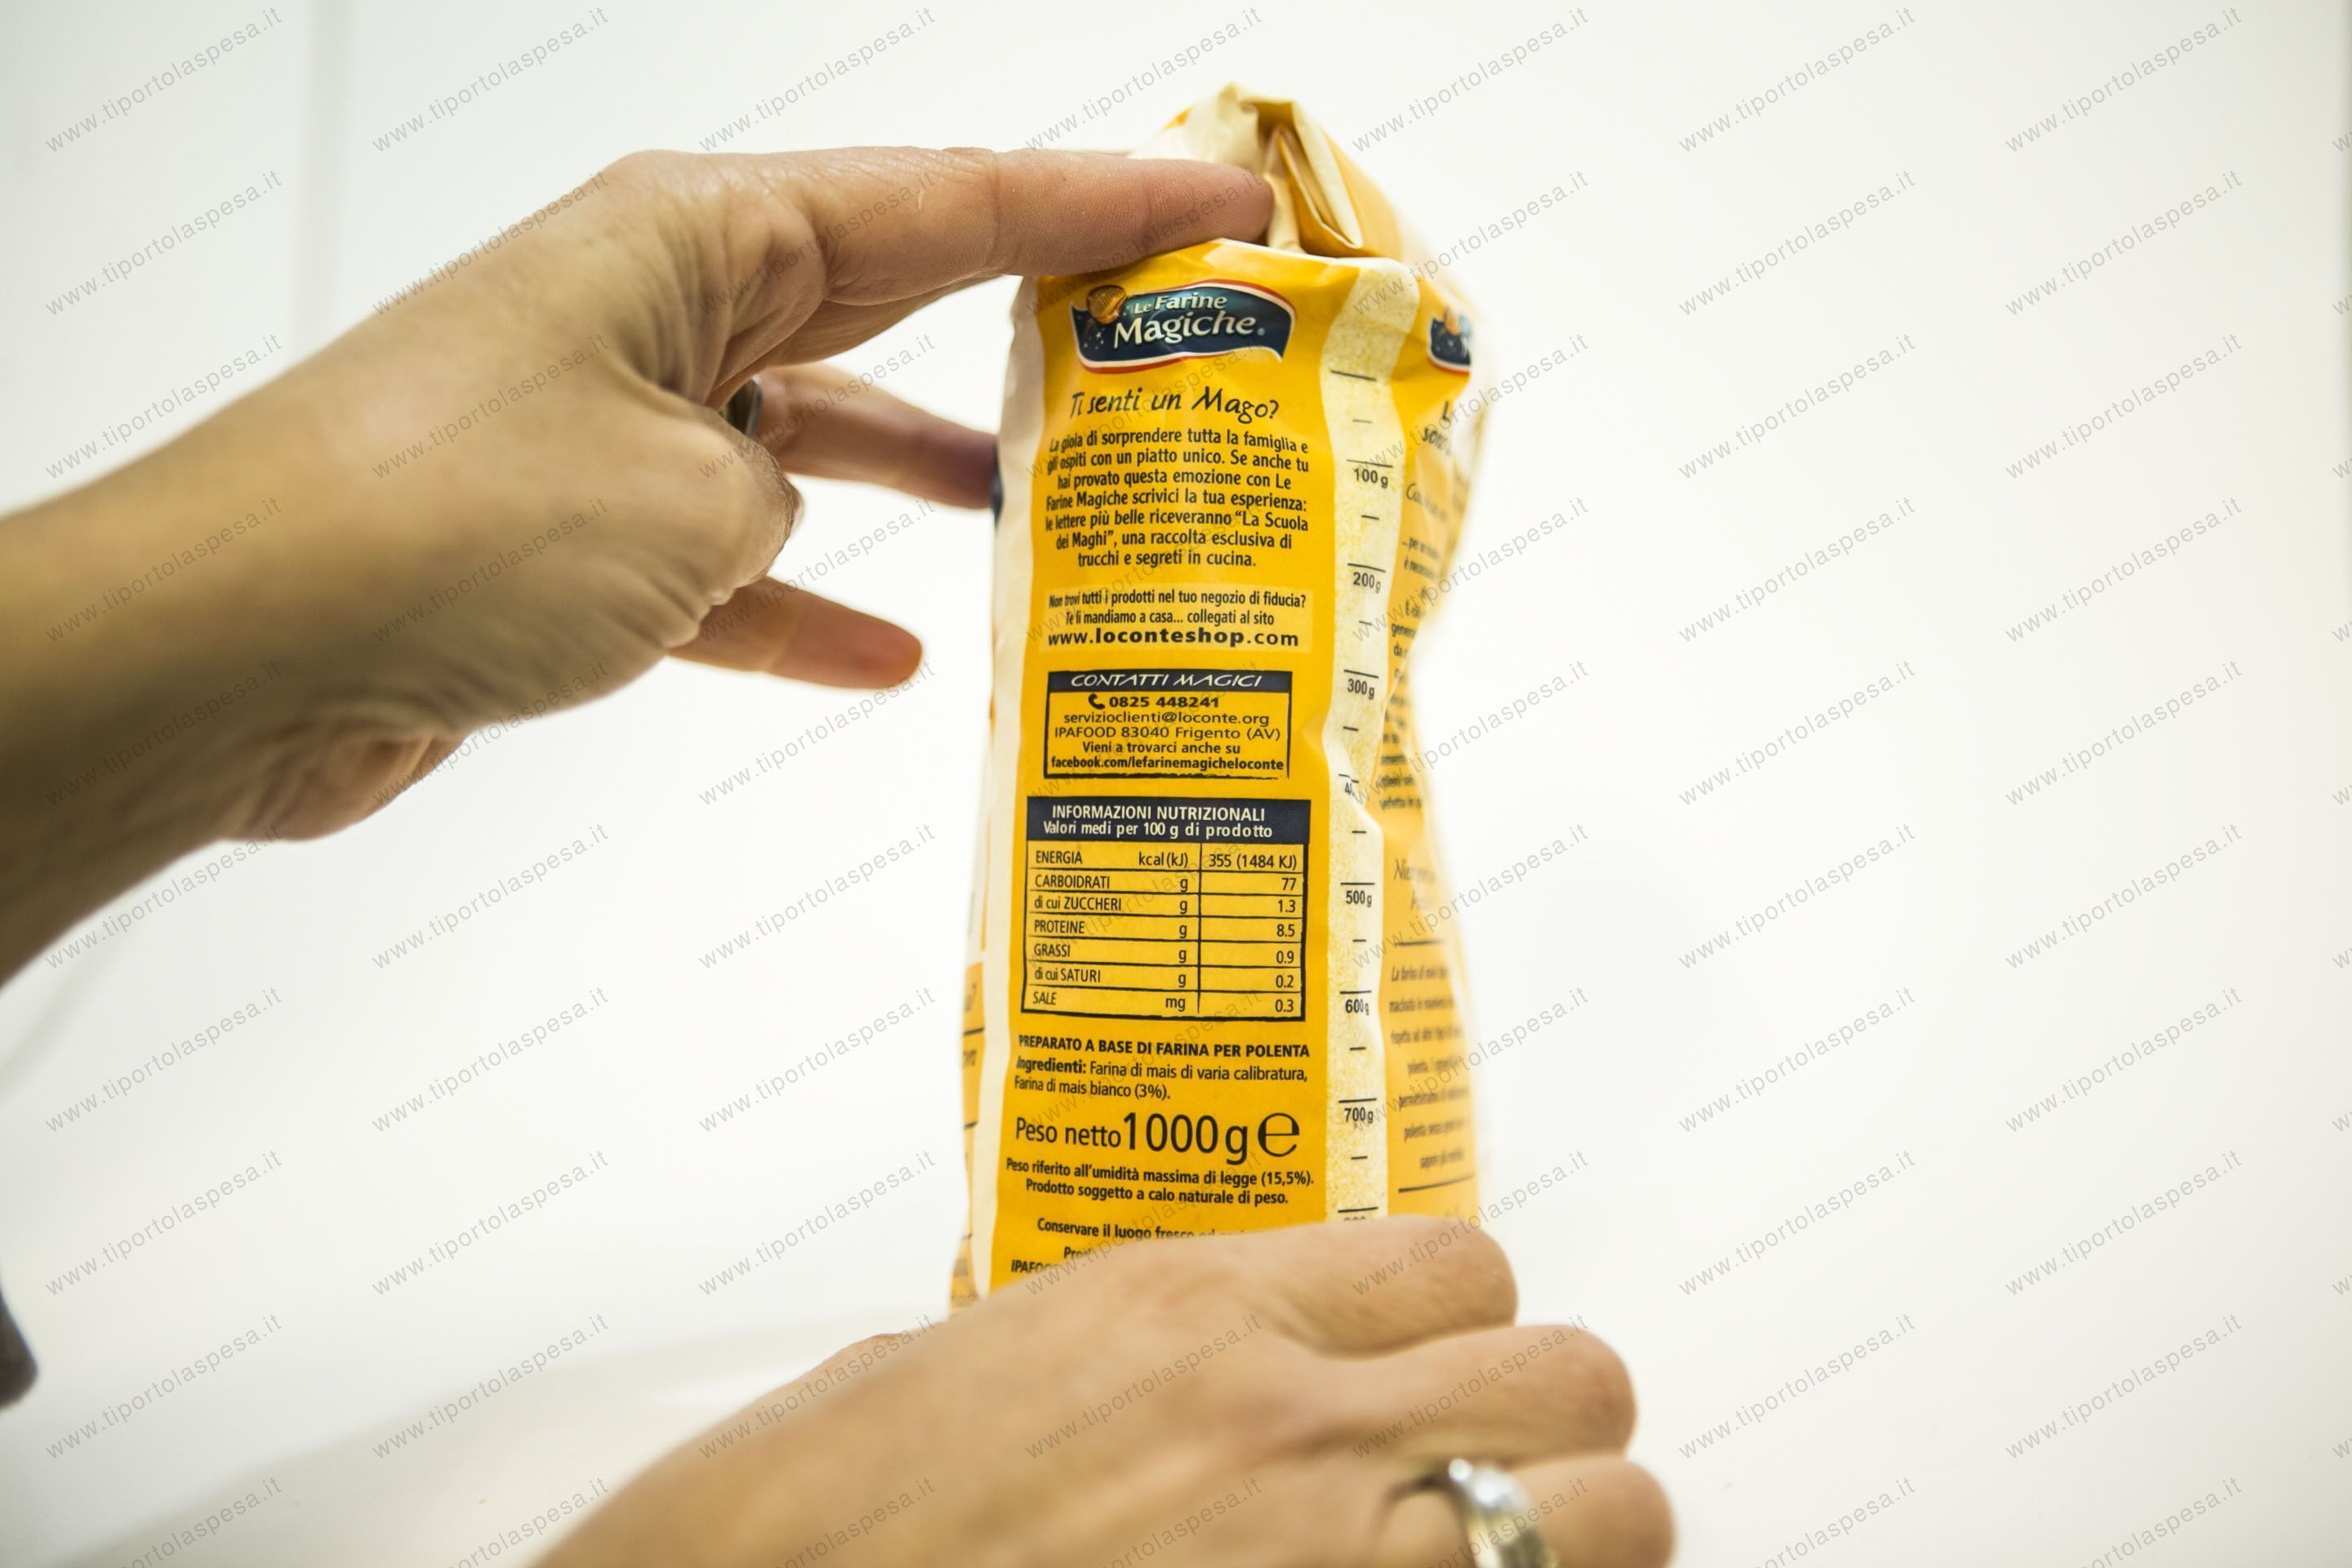 Le Farine
Magiche®
Ti senti un Mago?
La gioia di sorprendere tutta la famiglia e
gli ospiti con un piatto unico. Se anche tu
hai provato questa emozione con Le
Farine Magiche scrivici la tua esperienza:
le lettere più belle riceveranno “La Scuola
dei Maghi”, una raccolta esclusiva di
trucchi e segreti in cucina.
Non trovi tutti i prodotti nel tuo negozio di fiducia?
Te li mandiamo a casa... collegati al sito
www.loconteshop.com
CONTATTI MAGICI
0825 448241
servizioclienti@loconte.org
IPAFOOD 83040 Frigento (AV)
Vieni a trovarci anche su
facebook.com/lefarinemagicheloconte
INFORMAZIONI NUTRIZIONALI
Valori medi per 100 g di prodotto
ENERGIA kcal (kJ) 355 (1484 KJ)
CARBOIDRATI g 77
di cui ZUCCHERI g 1.3
PROTEINE g 8.5
GRASSI g 0.9
di cui SATURI g 0.2
SALE mg 0.3
PREPARATO A BASE DI FARINA PER POLENTA
Ingredienti: Farina di mais di varia calibratura,
Farina di mais bianco (3%).
Peso netto 1000 g ℮
Peso riferito all'umidità massima di legge (15,5%).
Prodotto soggetto a calo naturale di peso.
Conservare il luogo fresco
100 g
200 g
300 g
500 g
600 g
700 g
www.tiportolaspesa.it